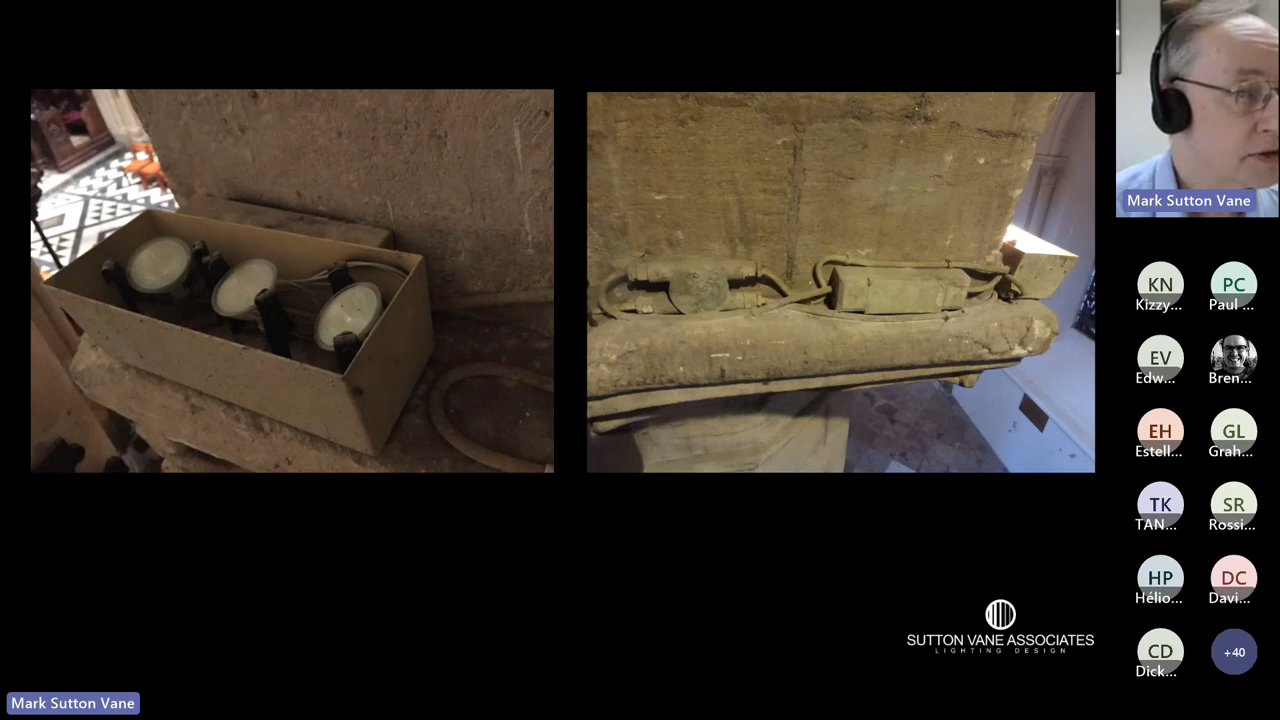 Mark Sutton Vane
KN
Kizzy...
PC
Paul ...
EV
Edw...
Bren...
EH
Estell...
GL
Grah...
TK
TAN...
SR
Rossi...
HP
Hélio...
DC
Davi...
CD
Dick...
+40
SUTTON VANE ASSOCIATES
LIGHTING DESIGN
Mark Sutton Vane